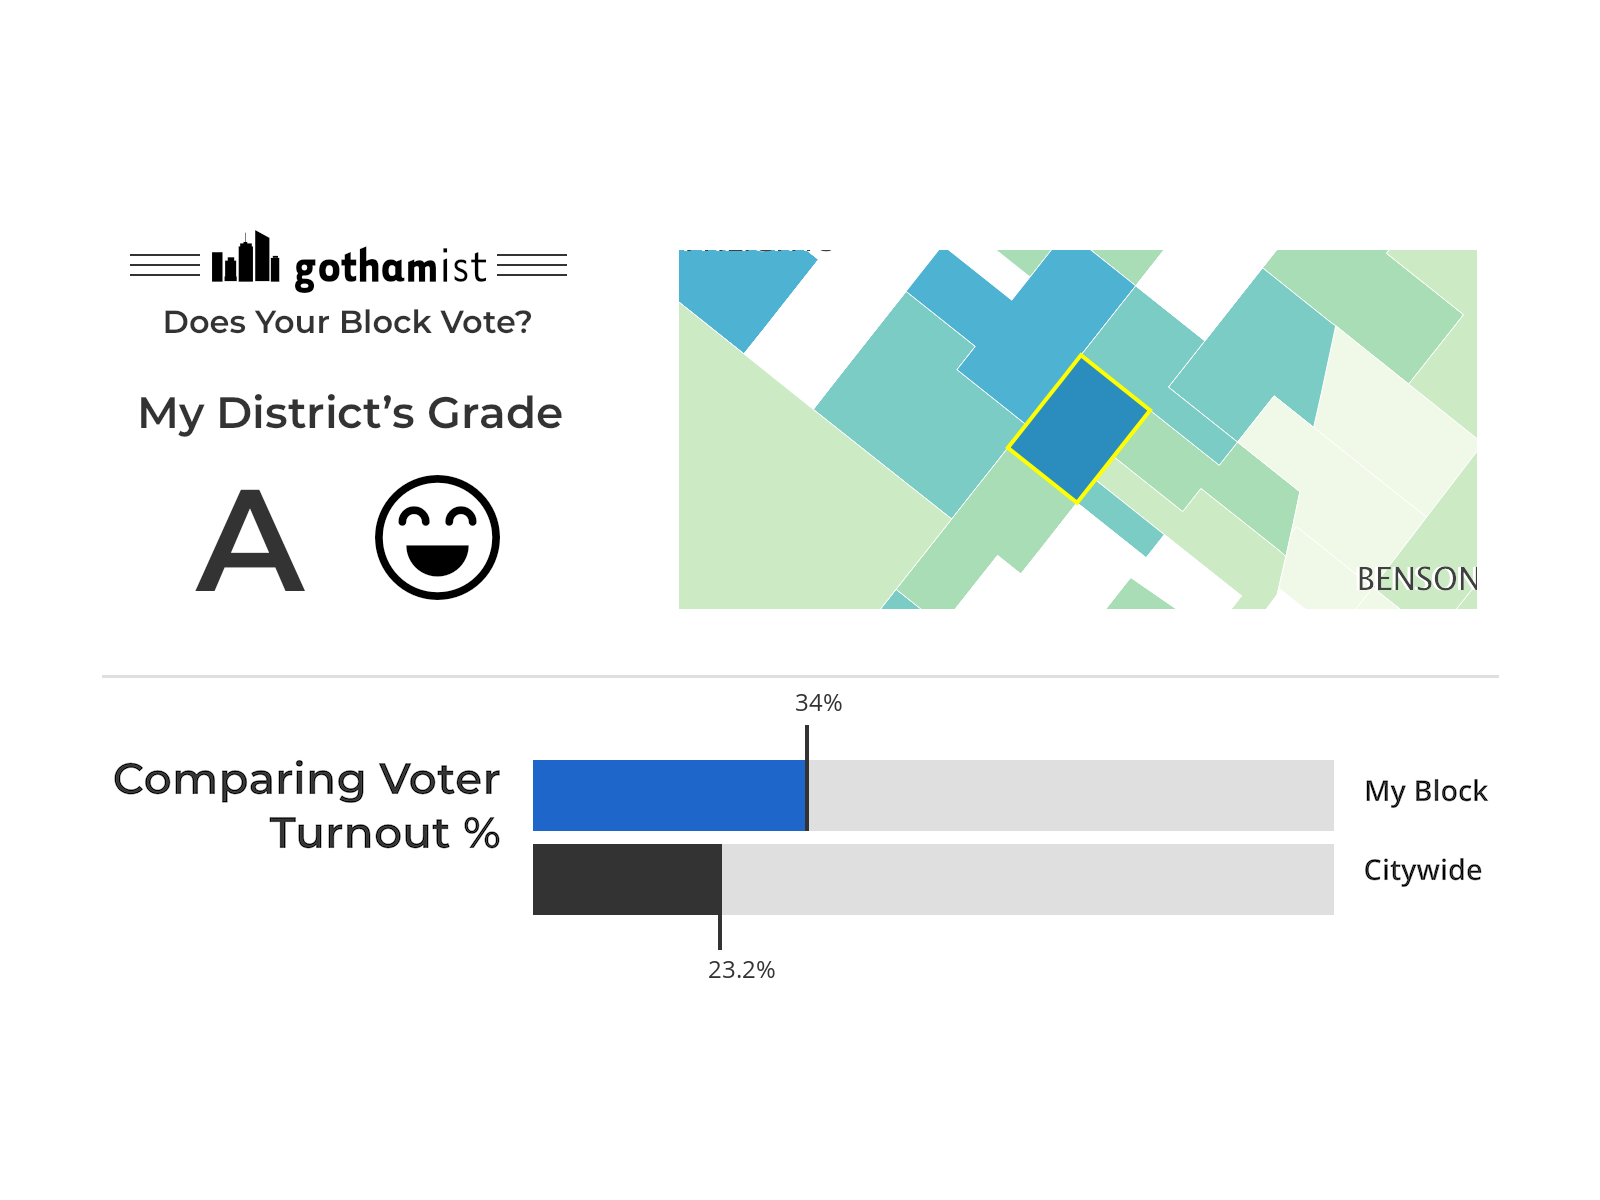 gothamist
Does Your Block Vote?
My District’s Grade
A
BENSON
34%
Comparing Voter
Turnout %
My Block
Citywide
23.2%